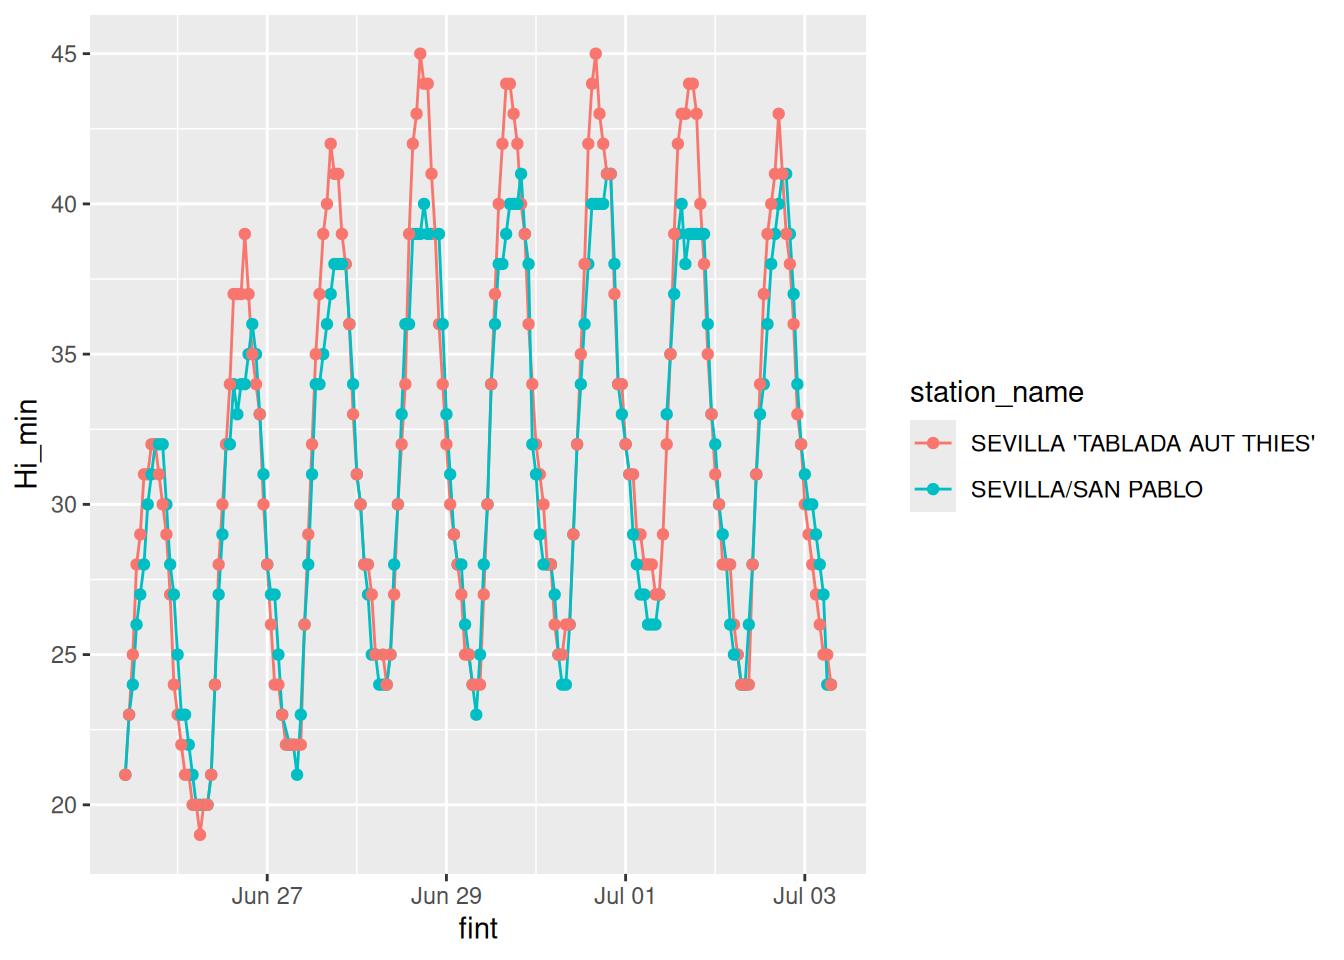 45
40
35
30
25
20
Hi_min
Jun 27
Jun 29
Jul 01
Jul 03
fint
station_name
SEVILLA 'TABLADA AUT THIES'
SEVILLA/SAN PABLO